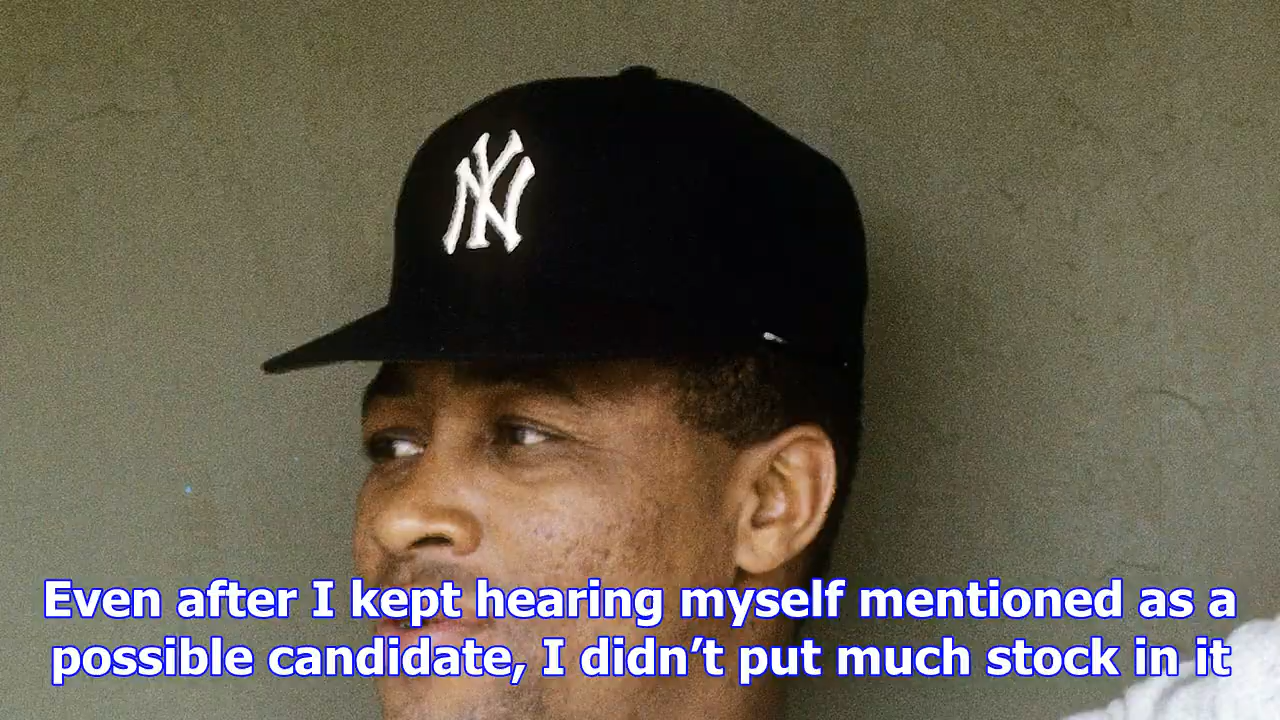 NY
Even after I kept hearing myself mentioned as a
possible candidate, I didn’t put much stock in it